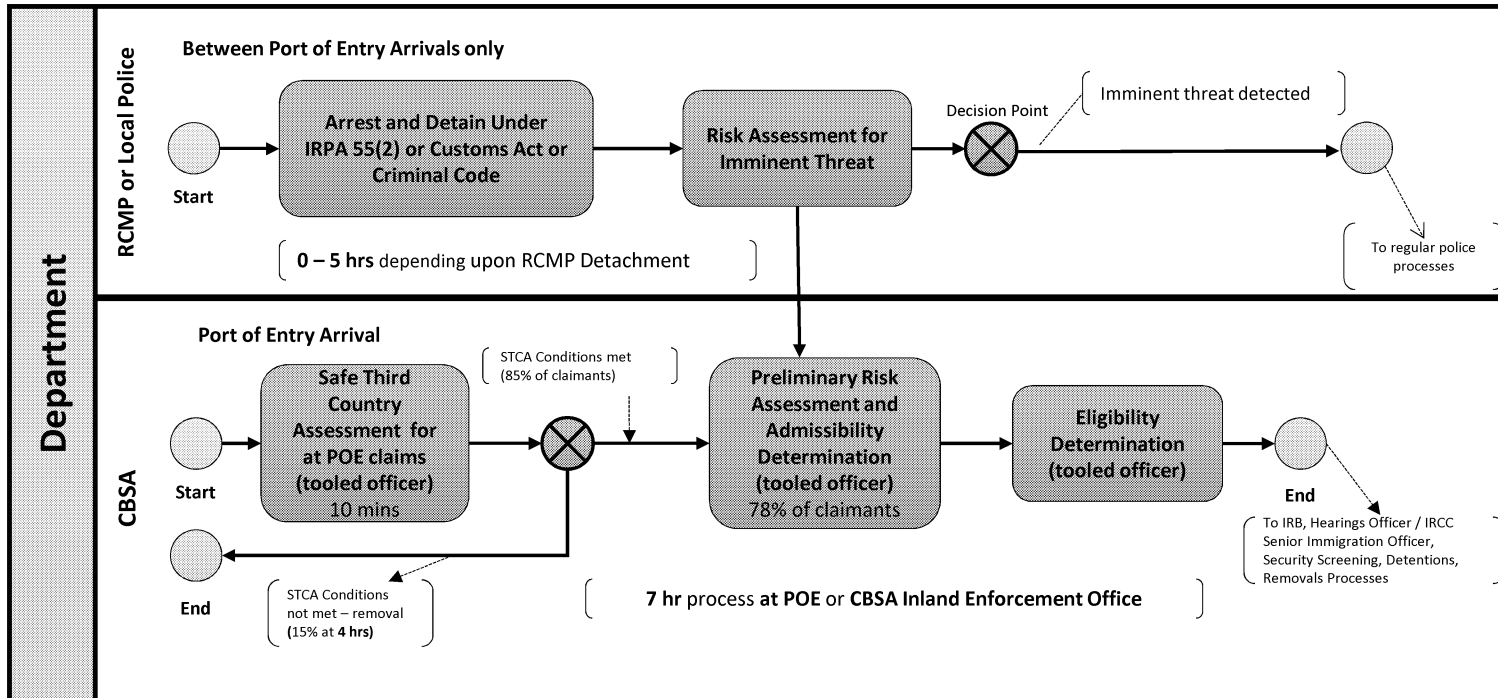 Department
RCMP or Local Police
Between Port of Entry Arrivals only
Start
Arrest and Detain Under
IRPA 55(2) or Customs Act or
Criminal Code
Risk Assessment for
Imminent Threat
Decision Point
Imminent threat detected
To regular police
processes
0 – 5 hrs depending upon RCMP Detachment
CBSA
Port of Entry Arrival
Start
Safe Third
Country
Assessment for
at POE claims
(tooled officer)
10 mins
STCA Conditions met
(85% of claimants)
Preliminary Risk
Assessment and
Admissibility
Determination
(tooled officer)
78% of claimants
Eligibility
Determination
(tooled officer)
End
To IRB, Hearings Officer / IRCC
Senior Immigration Officer,
Security Screening, Detentions,
Removals Processes
End
STCA Conditions
not met – removal
(15% at 4 hrs)
7 hr process at POE or CBSA Inland Enforcement Office